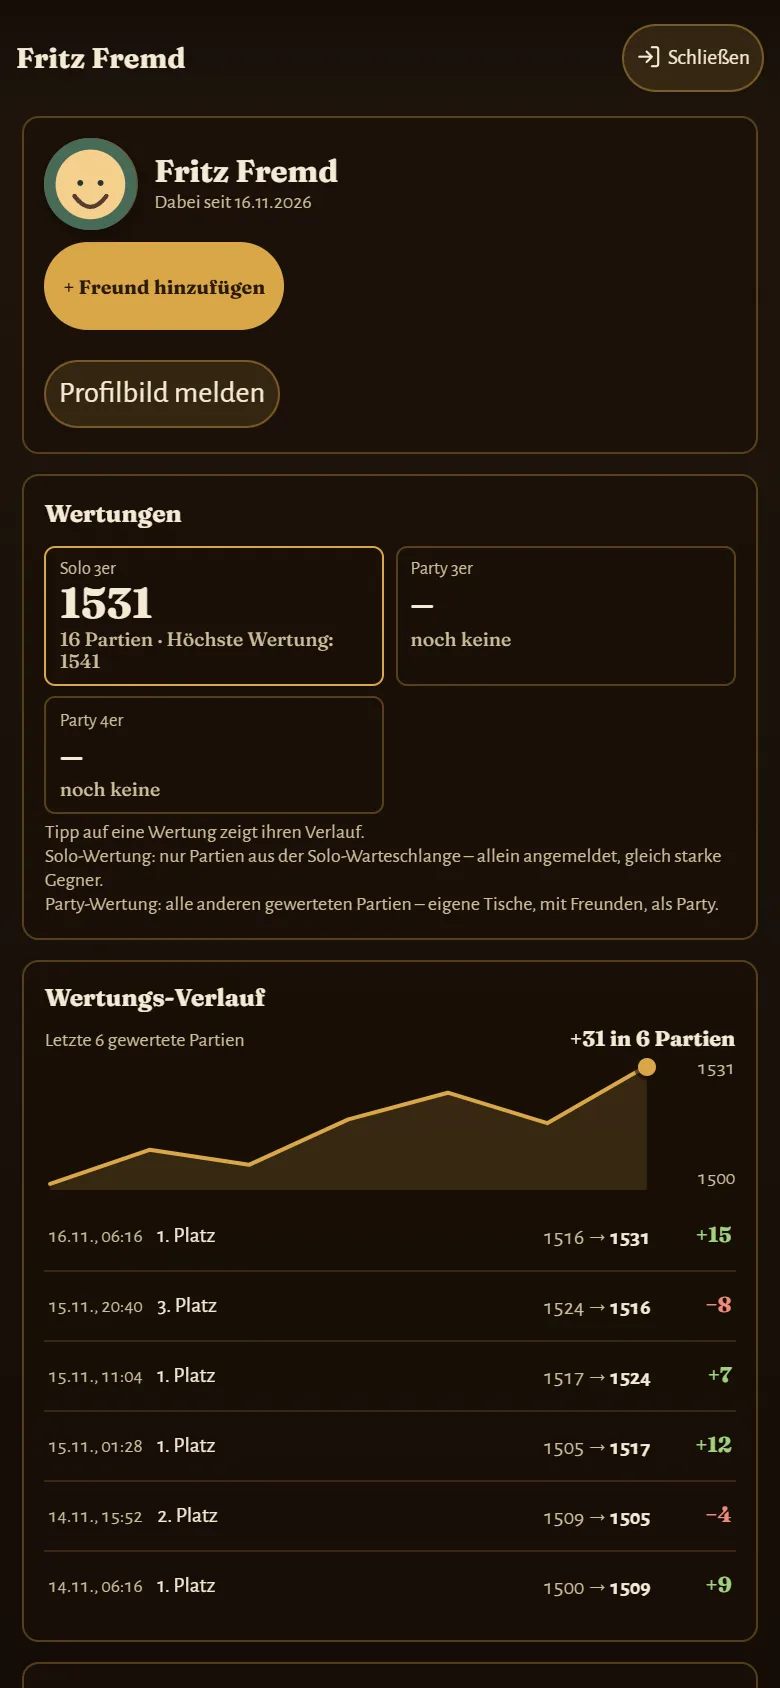 Fritz Fremd
Schließen
Fritz Fremd
Dabei seit 16.11.2026
+ Freund hinzufügen
Profilbild melden
Wertungen
Solo 3er
1531
16 Partien · Höchste Wertung:
1541
Party 3er
—
noch keine
Party 4er
—
noch keine
Tipp auf eine Wertung zeigt ihren Verlauf.
Solo-Wertung: nur Partien aus der Solo-Warteschlange – allein angemeldet, gleich starke
Gegner.
Party-Wertung: alle anderen gewerteten Partien – eigene Tische, mit Freunden, als Party.
Wertungs-Verlauf
Letzte 6 gewertete Partien
+31 in 6 Partien
1531
1500
16.11., 06:16 1. Platz 1516 → 1531 +15
15.11., 20:40 3. Platz 1524 → 1516 −8
15.11., 11:04 1. Platz 1517 → 1524 +7
15.11., 01:28 1. Platz 1505 → 1517 +12
14.11., 15:52 2. Platz 1509 → 1505 −4
14.11., 06:16 1. Platz 1500 → 1509 +9